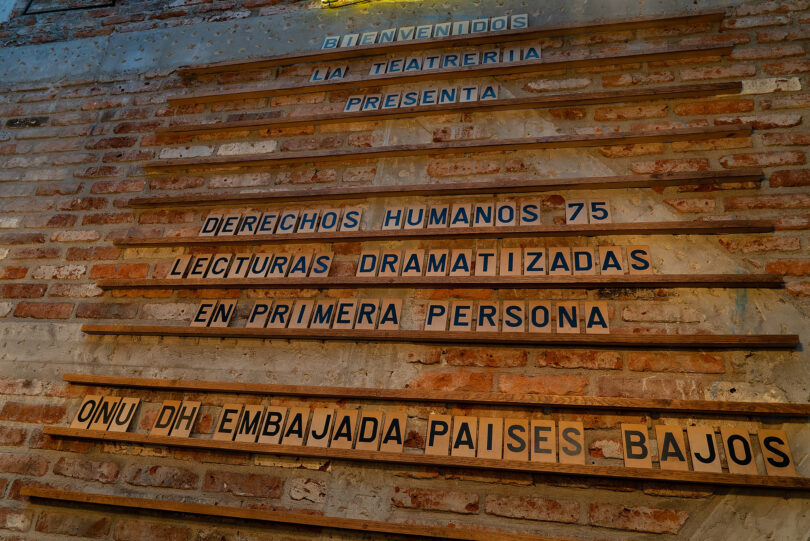 BIENVENIDOS
LA TEATRERIA
PRESENTA
DERECHOS HUMANOS 75
LECTURAS DRAMATIZADAS
EN PRIMERA PERSONA
ONU DH EMBAJADA PAISES BAJOS